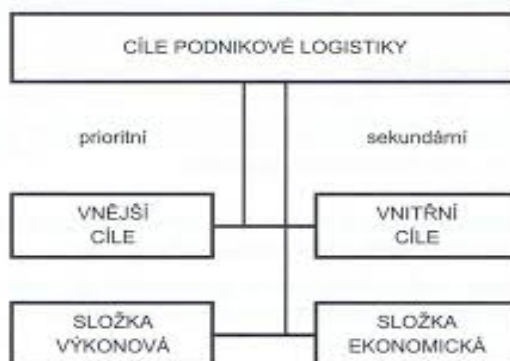 CÍLE PODNIKOVÉ LOGISTIKY
prioritní
sekundární
VNĚJŠÍ
CÍLE
VNITŘNÍ
CÍLE
SLOŽKA
VÝKONOVÁ
SLOŽKA
EKONOMICKÁ